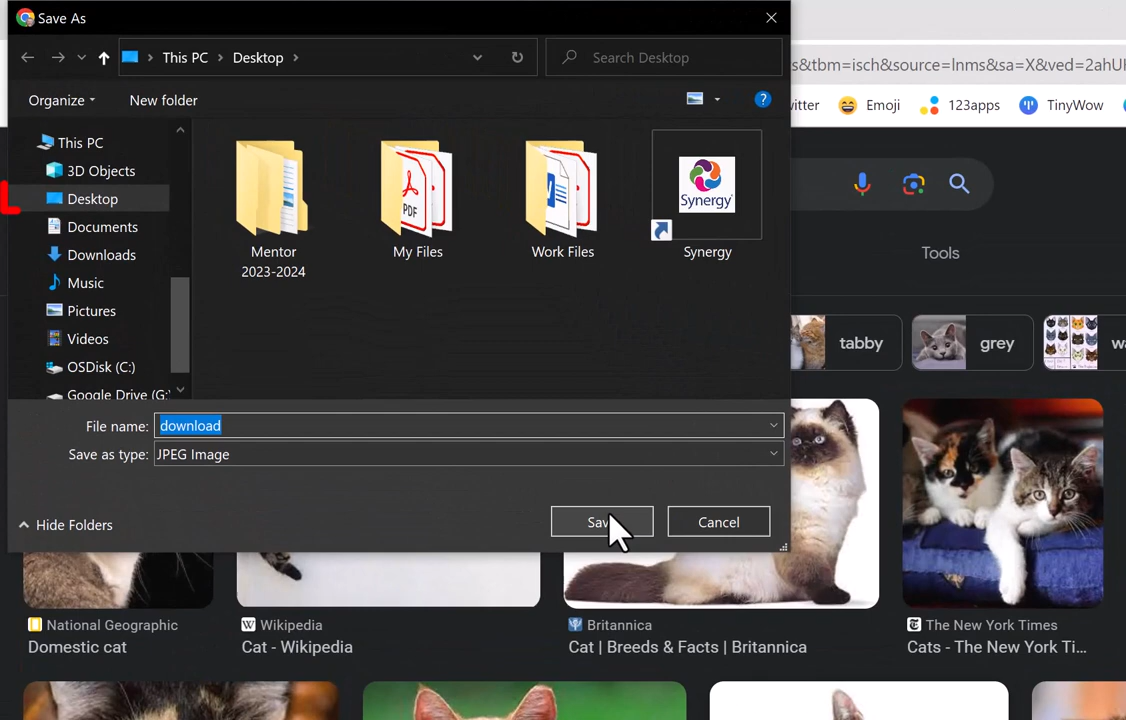 Save As
This PC
Desktop
Search Desktop
s&tbm=isch&source=lnms&sa=X&ved=2ahU
Organize
New folder
?
itter
Emoji
123apps
TinyWow
This PC
3D Objects
Desktop
Documents
Downloads
Music
Pictures
Videos
OSDisk (C:)
Google Drive (G:)
PDF
Synergy
Mentor
2023-2024
My Files
Work Files
Synergy
Tools
tabby
grey
File name:
download
Save as type:
JPEG Image
Hide Folders
Save
Cancel
National Geographic
Domestic cat
W Wikipedia
Cat - Wikipedia
Britannica
Cat | Breeds & Facts | Britannica
The New York Times
Cats - The New York Ti...